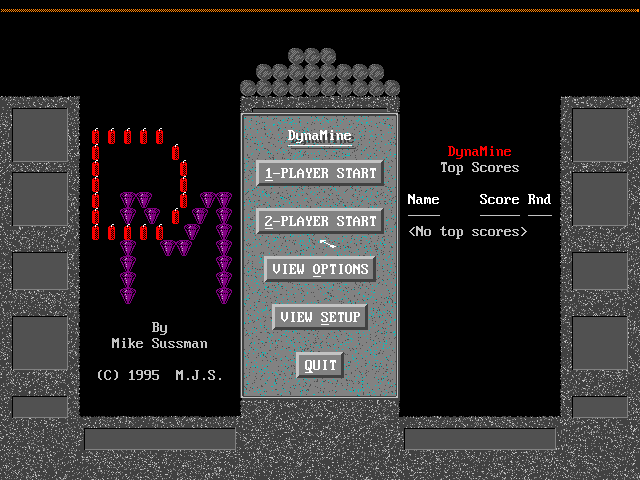 DynaMine
1-PLAYER START
2-PLAYER START
VIEW OPTIONS
VIEW SETUP
QUIT
By
Mike Sussman
(C) 1995 M.J.S.
DynaMine
Top Scores
Name Score Rnd
<No top scores>